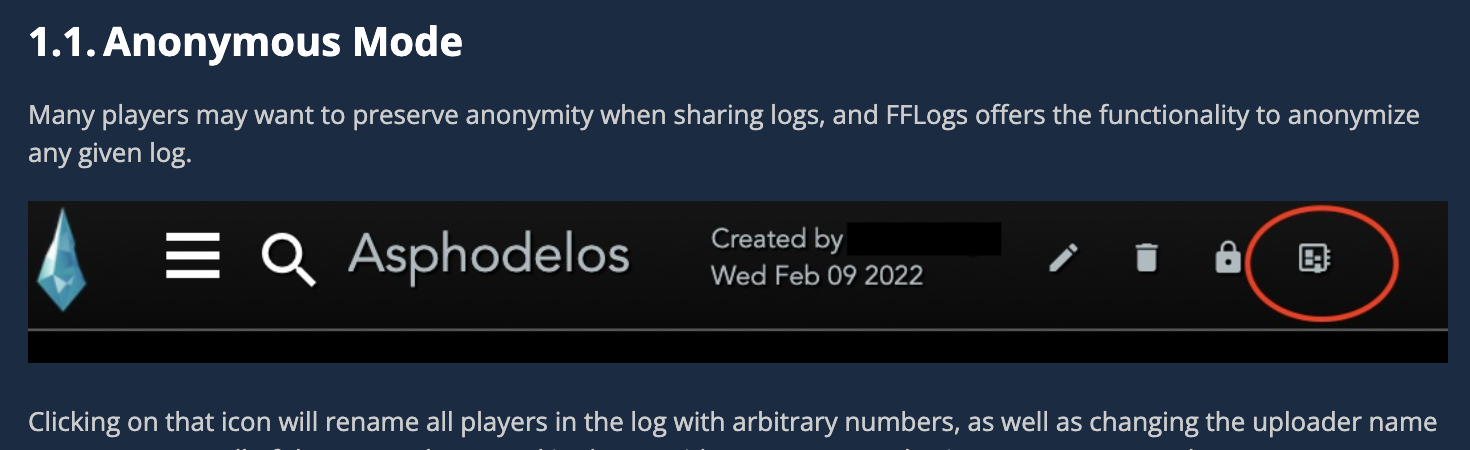 1.1. Anonymous Mode
Many players may want to preserve anonymity when sharing logs, and FFLogs offers the functionality to anonymize
any given log.
Asphodelos
Created by
Wed Feb 09 2022
Clicking on that icon will rename all players in the log with arbitrary numbers, as well as changing the uploader name